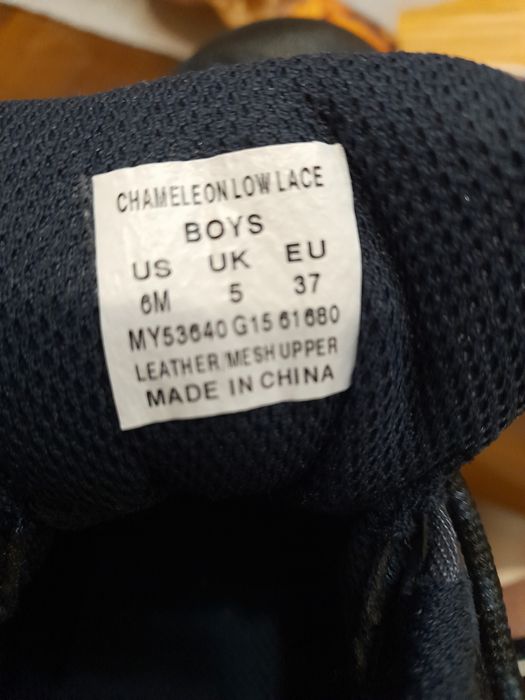 CHAMELEON LOW LACE
BOYS
US UK EU
6M 5 37
MY53640 G15 61680
LEATHER/MESH UPPER
MADE IN CHINA